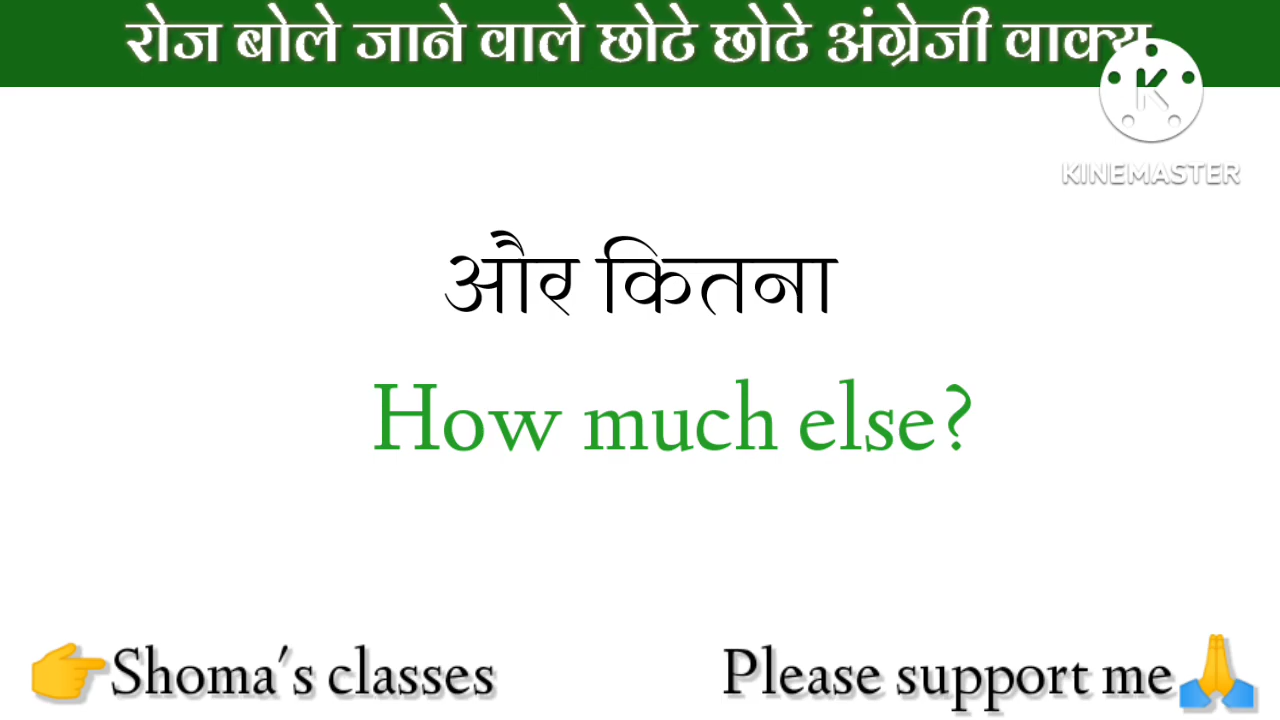 रोज बोले जाने वाले छोटे छोटे अंग्रेजी वाक्य
KINEMASTER
और कितना
How much else?
Shoma's classes
Please support me